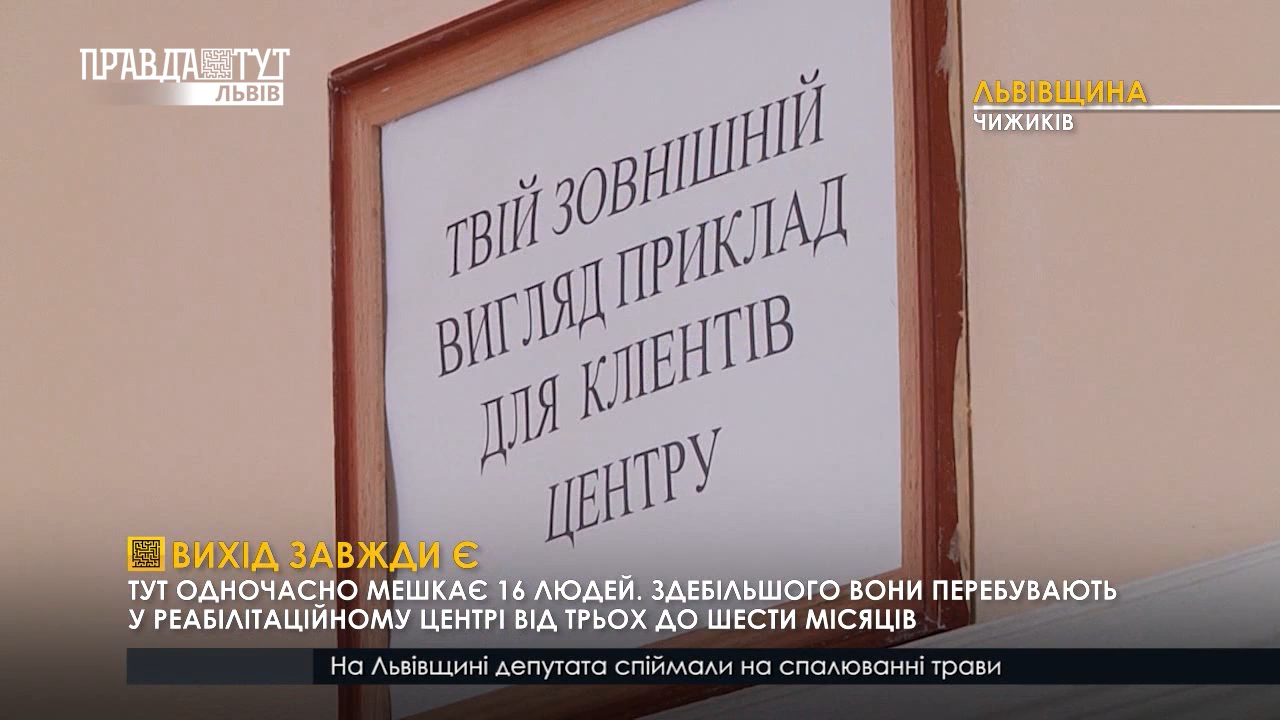 ПРАВДА ТУТ
ЛЬВІВ
ЛЬВІВЩИНА
ЧИЖИКІВ
ТВІЙ ЗОВНІШНІЙ
ВИГЛЯД ПРИКЛАД
ДЛЯ КЛІЕНТІВ
ЦЕНТРУ
ВИХІД ЗАВЖДИ Є
ТУТ ОДНОЧАСНО МЕШКАЄ 16 ЛЮДЕЙ. ЗДЕБІЛЬШОГО ВОНИ ПЕРЕБУВАЮТЬ
У РЕАБІЛІТАЦІЙНОМУ ЦЕНТРІ ВІД ТРЬОХ ДО ШЕСТИ МІСЯЦІВ
На Львівщині депутата спіймали на спалюванні трави